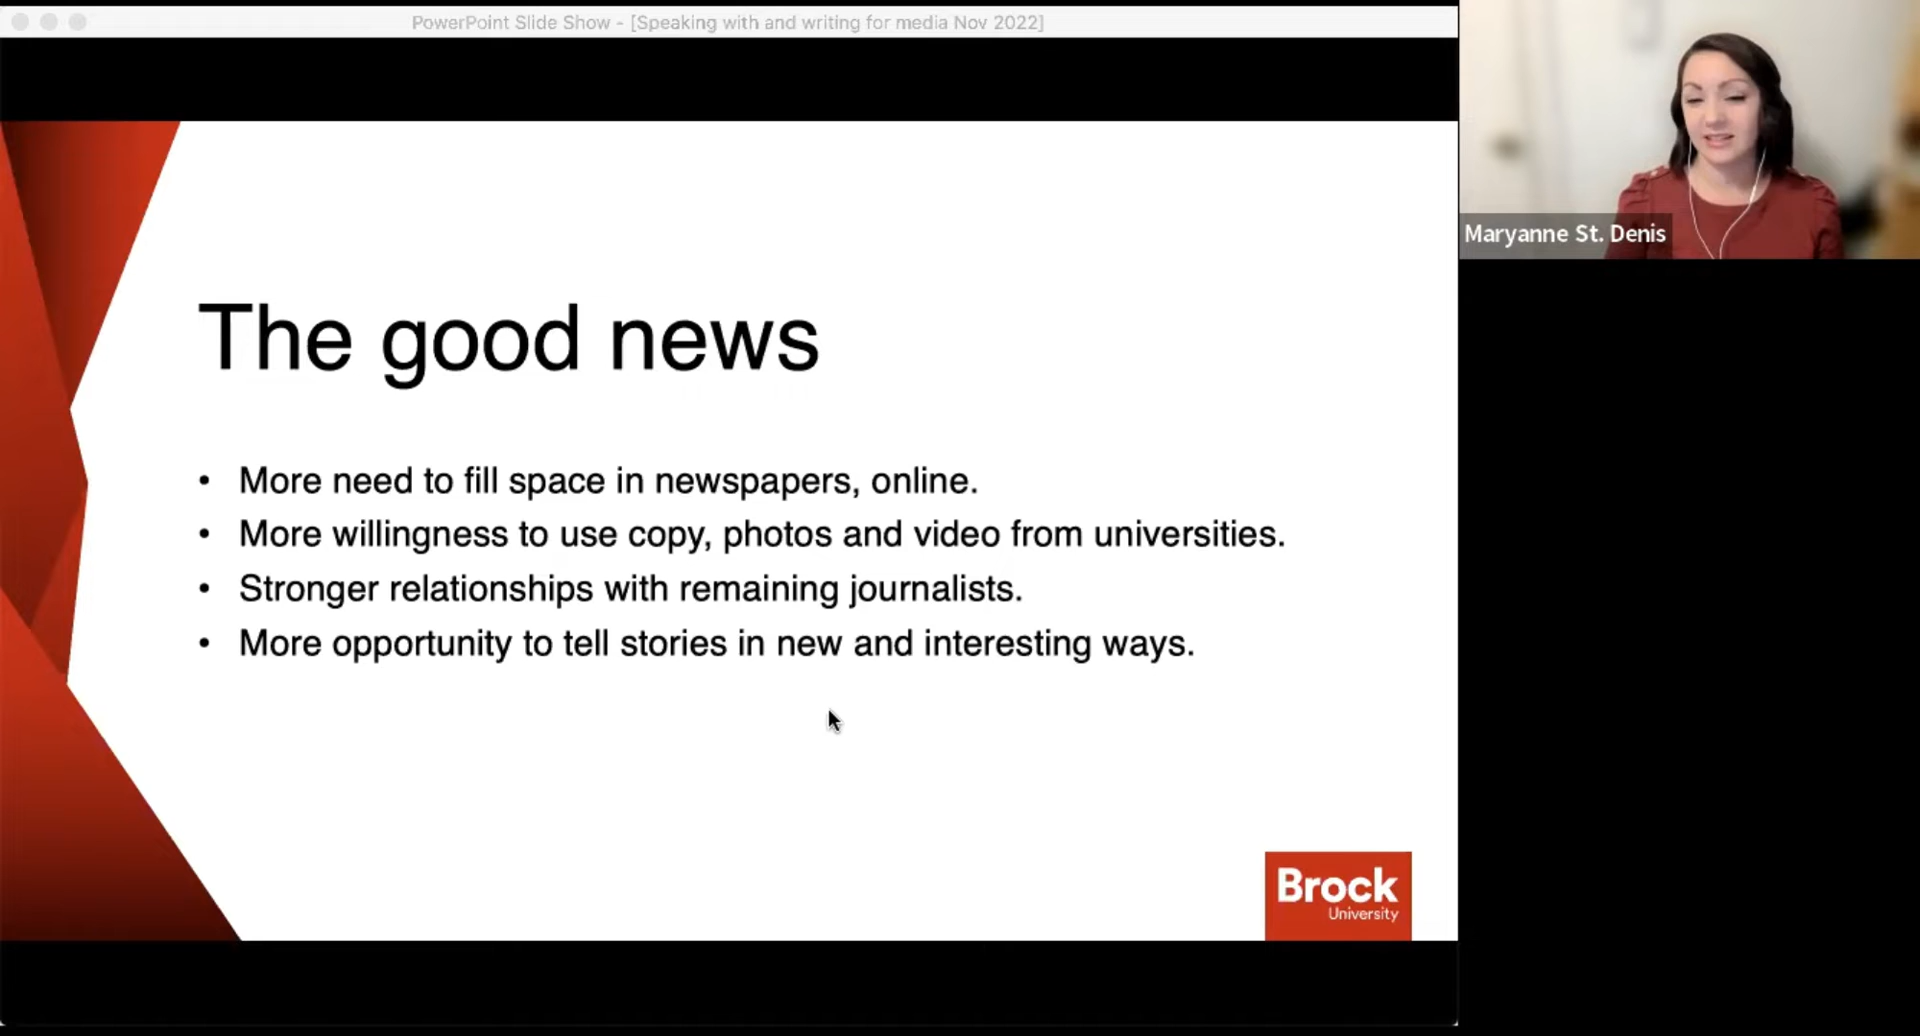 PowerPoint Slide Show - [Speaking with and writing for media Nov 2022]
Maryanne St. Denis
The good news
• More need to fill space in newspapers, online.
• More willingness to use copy, photos and video from universities.
• Stronger relationships with remaining journalists.
• More opportunity to tell stories in new and interesting ways.
Brock
University